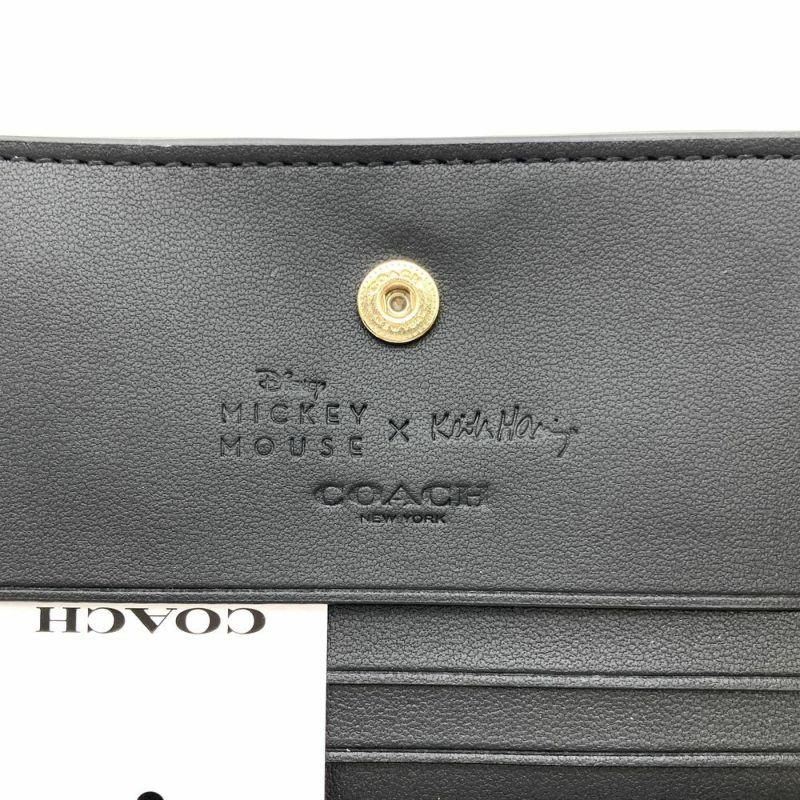 Disney
MICKEY
MOUSE × Keith Haring
COACH
NEW YORK
COACH